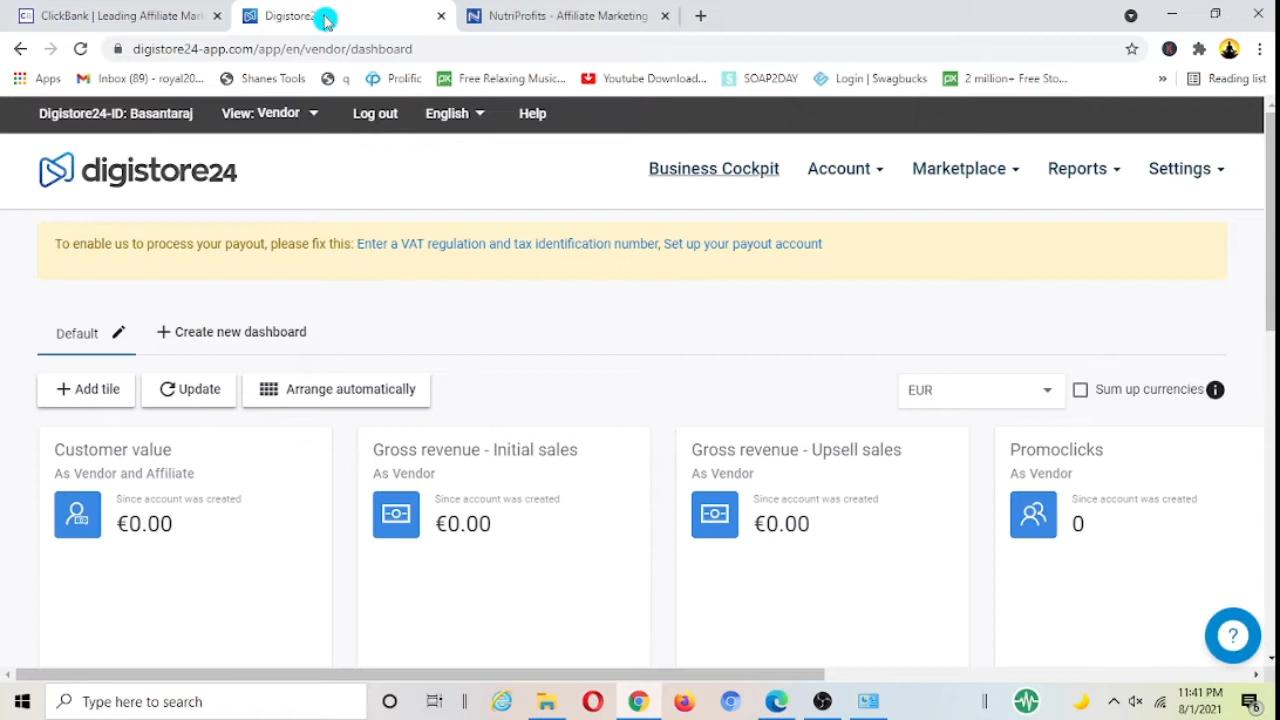 ClickBank | Leading Affiliate Mark
Digistore2
NutriProfits - Affiliate Marketing
digistore24-app.com/app/en/vendor/dashboard
Apps
Inbox (89) - royal20...
Shanes Tools
q
Prolific
Free Relaxing Music...
Youtube Download...
SOAP2DAY
Login | Swagbucks
2 million+ Free Sto...
»
Reading list
Digistore24-ID: Basantaraj
View: Vendor
Log out
English
Help
digistore24
Business Cockpit
Account
Marketplace
Reports
Settings
To enable us to process your payout, please fix this: Enter a VAT regulation and tax identification number, Set up your payout account
Default
Create new dashboard
+ Add tile
Update
Arrange automatically
EUR
Sum up currencies
Customer value
As Vendor and Affiliate
Since account was created
€0.00
Gross revenue - Initial sales
As Vendor
Since account was created
€0.00
Gross revenue - Upsell sales
As Vendor
Since account was created
€0.00
Promoclicks
As Vendor
Since account was created
0
?
Type here to search
11:41 PM
8/1/2021